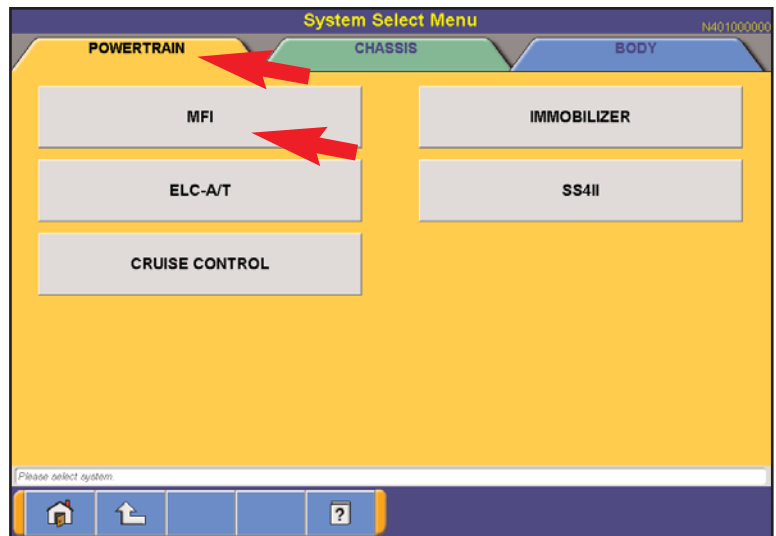 System Select Menu
N401000000
POWERTRAIN
CHASSIS
BODY
MFI
IMMOBILIZER
ELC-A/T
SS4II
CRUISE CONTROL
Please select system.
?